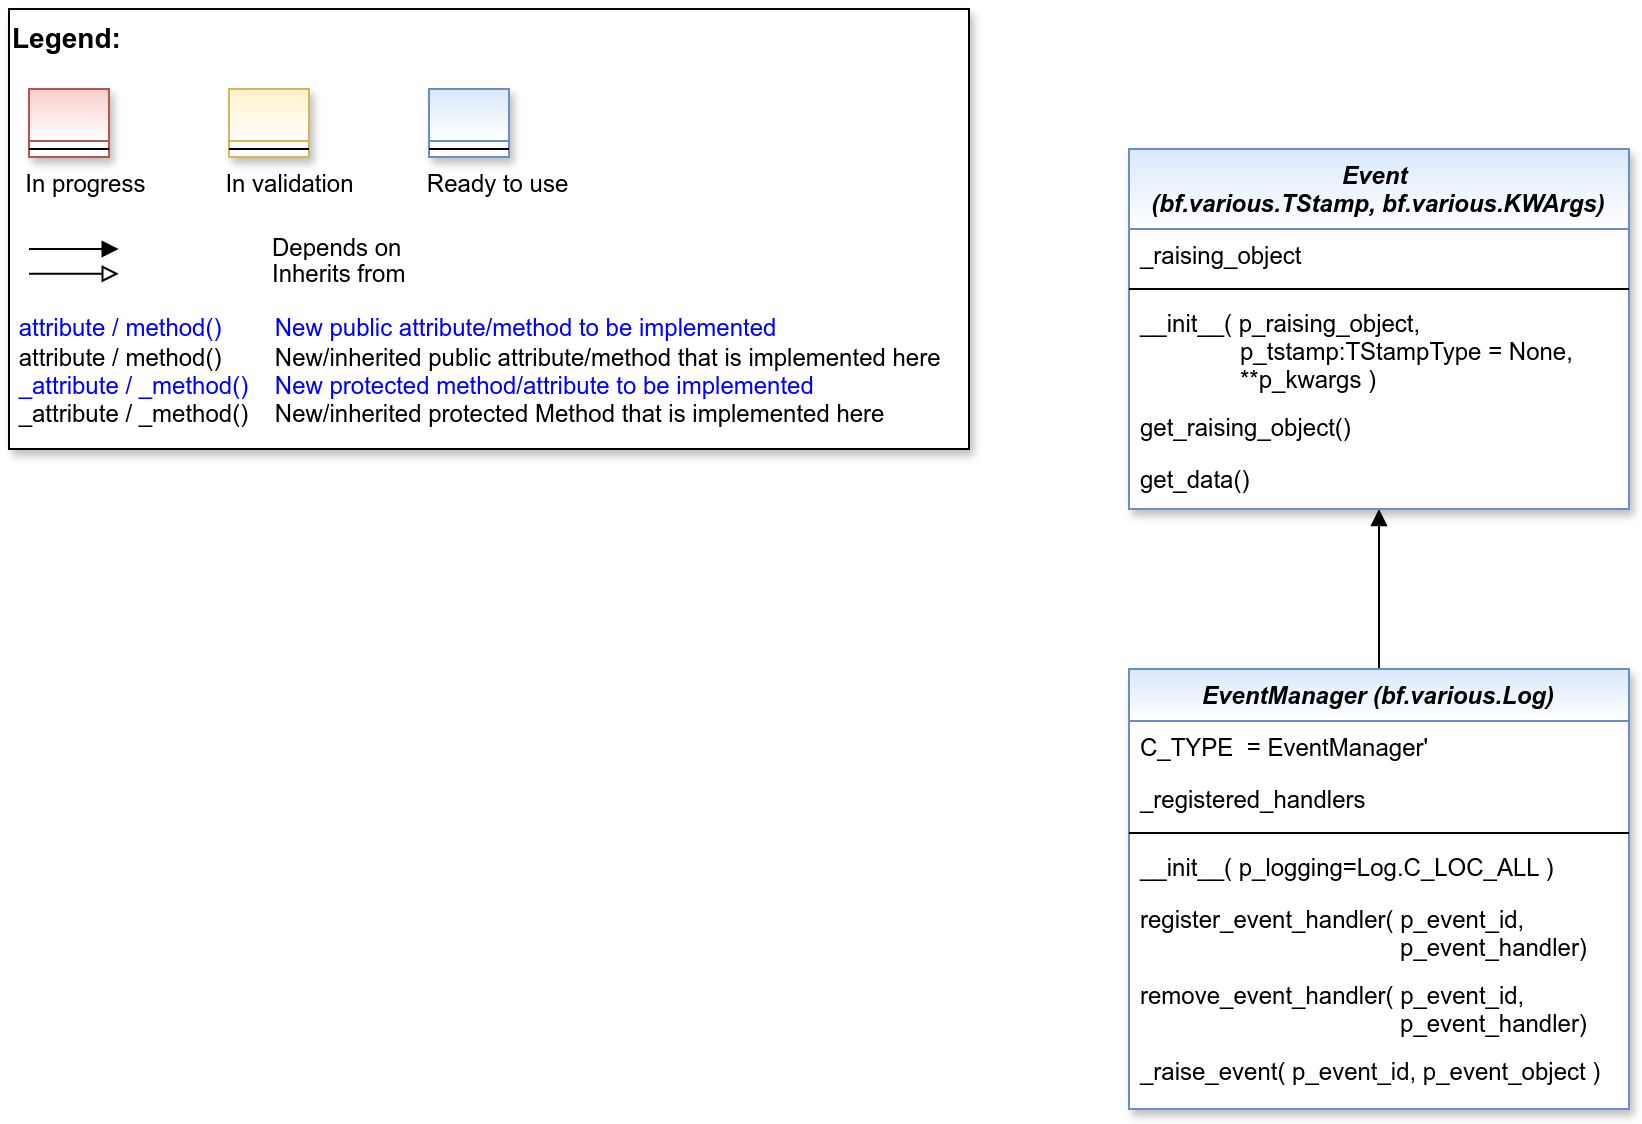 Legend:
In progress
In validation
Ready to use
Depends on
Inherits from
attribute / method() New public attribute/method to be implemented
attribute / method() New/inherited public attribute/method that is implemented here
_attribute / _method() New protected method/attribute to be implemented
_attribute / _method() New/inherited protected Method that is implemented here
Event
(bf.various.TStamp, bf.various.KWArgs)
_raising_object
__init__( p_raising_object,
p_tstamp:TStampType = None,
**p_kwargs )
get_raising_object()
get_data()
EventManager (bf.various.Log)
C_TYPE  = EventManager'
_registered_handlers
__init__( p_logging=Log.C_LOC_ALL )
register_event_handler( p_event_id,
p_event_handler)
remove_event_handler( p_event_id,
p_event_handler)
_raise_event( p_event_id, p_event_object )